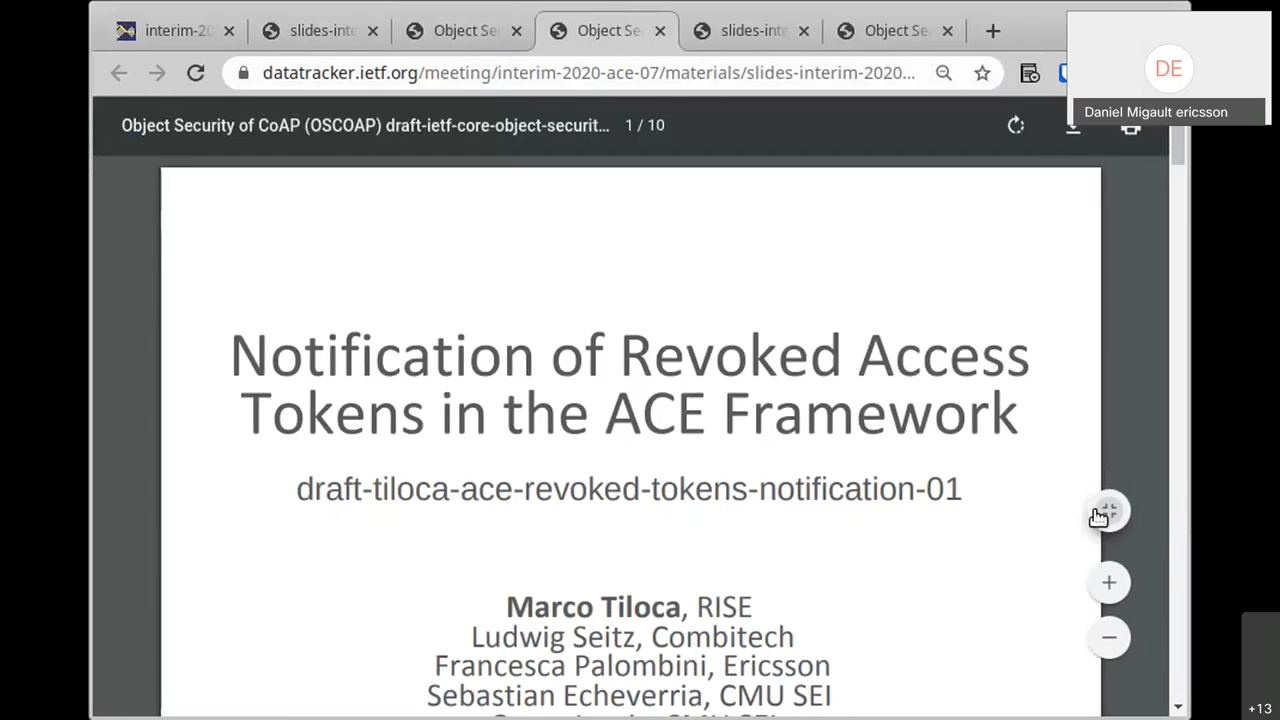 interim-20
slides-inte
Object Se
Object Se
slides-inte
Object Se
datatracker.ietf.org/meeting/interim-2020-ace-07/materials/slides-interim-2020...
DE
Daniel Migault ericsson
Object Security of CoAP (OSCOAP) draft-ietf-core-object-securit...
1 / 10
Notification of Revoked Access
Tokens in the ACE Framework
draft-tiloca-ace-revoked-tokens-notification-01
Marco Tiloca, RISE
Ludwig Seitz, Combitech
Francesca Palombini, Ericsson
Sebastian Echeverria, CMU SEI
+13